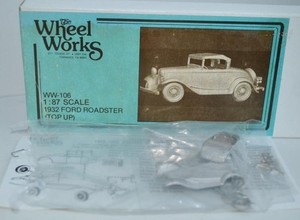 The
Wheel
Works
WW-106
1:87 SCALE
1932 FORD ROADSTER
(TOP UP)